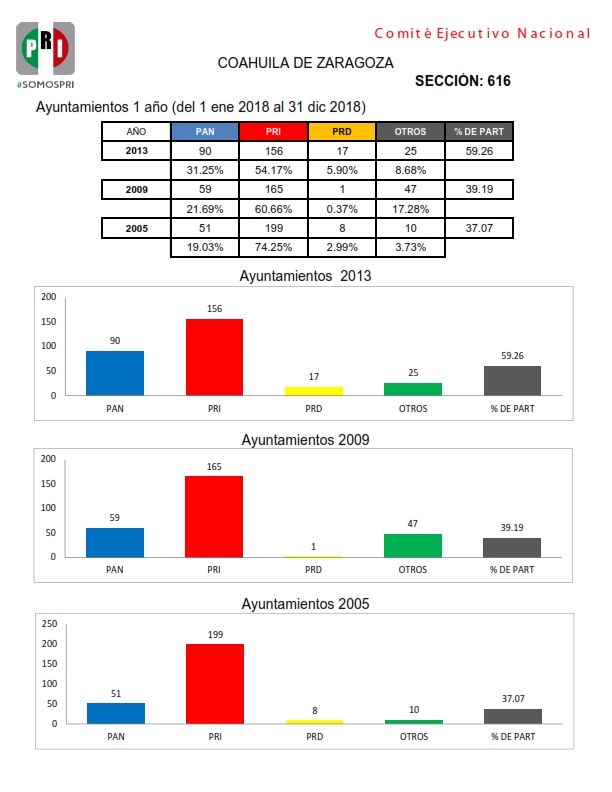 Comité Ejecutivo Nacional
PRI
#SOMOSPRI
COAHUILA DE ZARAGOZA
SECCIÓN: 616
Ayuntamientos 1 año (del 1 ene 2018 al 31 dic 2018)
AÑO PAN PRI PRD OTROS % DE PART
2013 90 156 17 25 59.26
31.25% 54.17% 5.90% 8.68%
2009 59 165 1 47 39.19
21.69% 60.66% 0.37% 17.28%
2005 51 199 8 10 37.07
19.03% 74.25% 2.99% 3.73%
Ayuntamientos 2013
200
150
100
50
0
90
156
17
25
59.26
PAN PRI PRD OTROS % DE PART
Ayuntamientos 2009
200
150
100
50
0
59
165
1
47
39.19
PAN PRI PRD OTROS % DE PART
Ayuntamientos 2005
250
200
150
100
50
0
51
199
8
10
37.07
PAN PRI PRD OTROS % DE PART